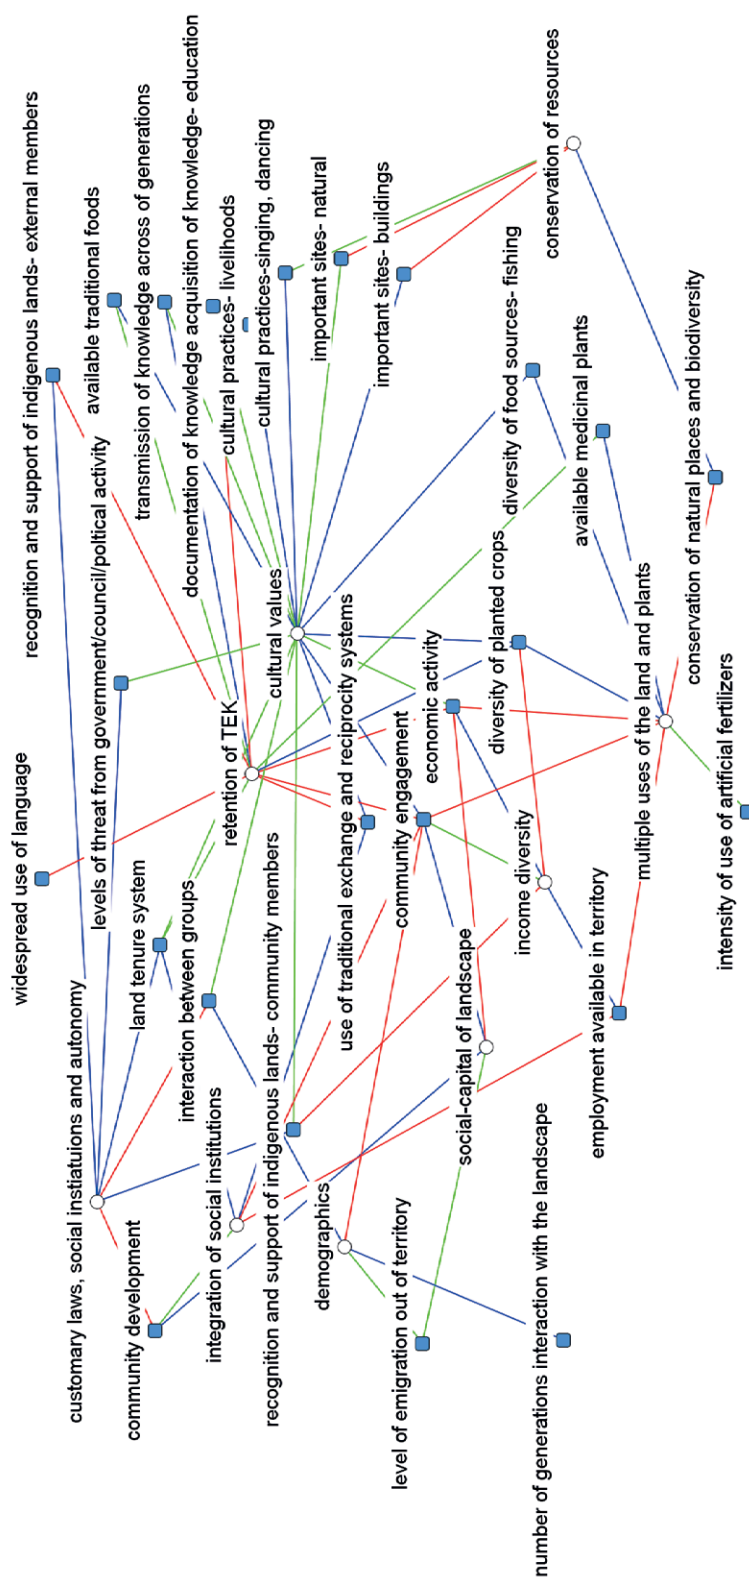 widespread use of language
recognition and support of indigenous lands- external members
customary laws, social instiatuions and autonomy
levels of threat from government/council/poltical activity
available traditional foods
community development
land tenure system
transmission of knowledge across of generations
interaction between groups
documentation of knowledge acquisition of knowledge- education
integration of social institutions
retention of TEK
cultural practices- livelihoods
recognition and support of indigenous lands- community members
cultural values
cultural practices-singing, dancing
demographics
important sites- natural
use of traditional exchange and reciprocity systems
important sites- buildings
level of emigration out of territory
community engagement
economic activity
social-capital of landscape
diversity of planted crops
diversity of food sources- fishing
income diversity
number of generations interaction with the landscape
conservation of resources
available medicinal plants
employment available in territory
multiple uses of the land and plants
conservation of natural places and biodiversity
intensity of use of artificial fertilizers